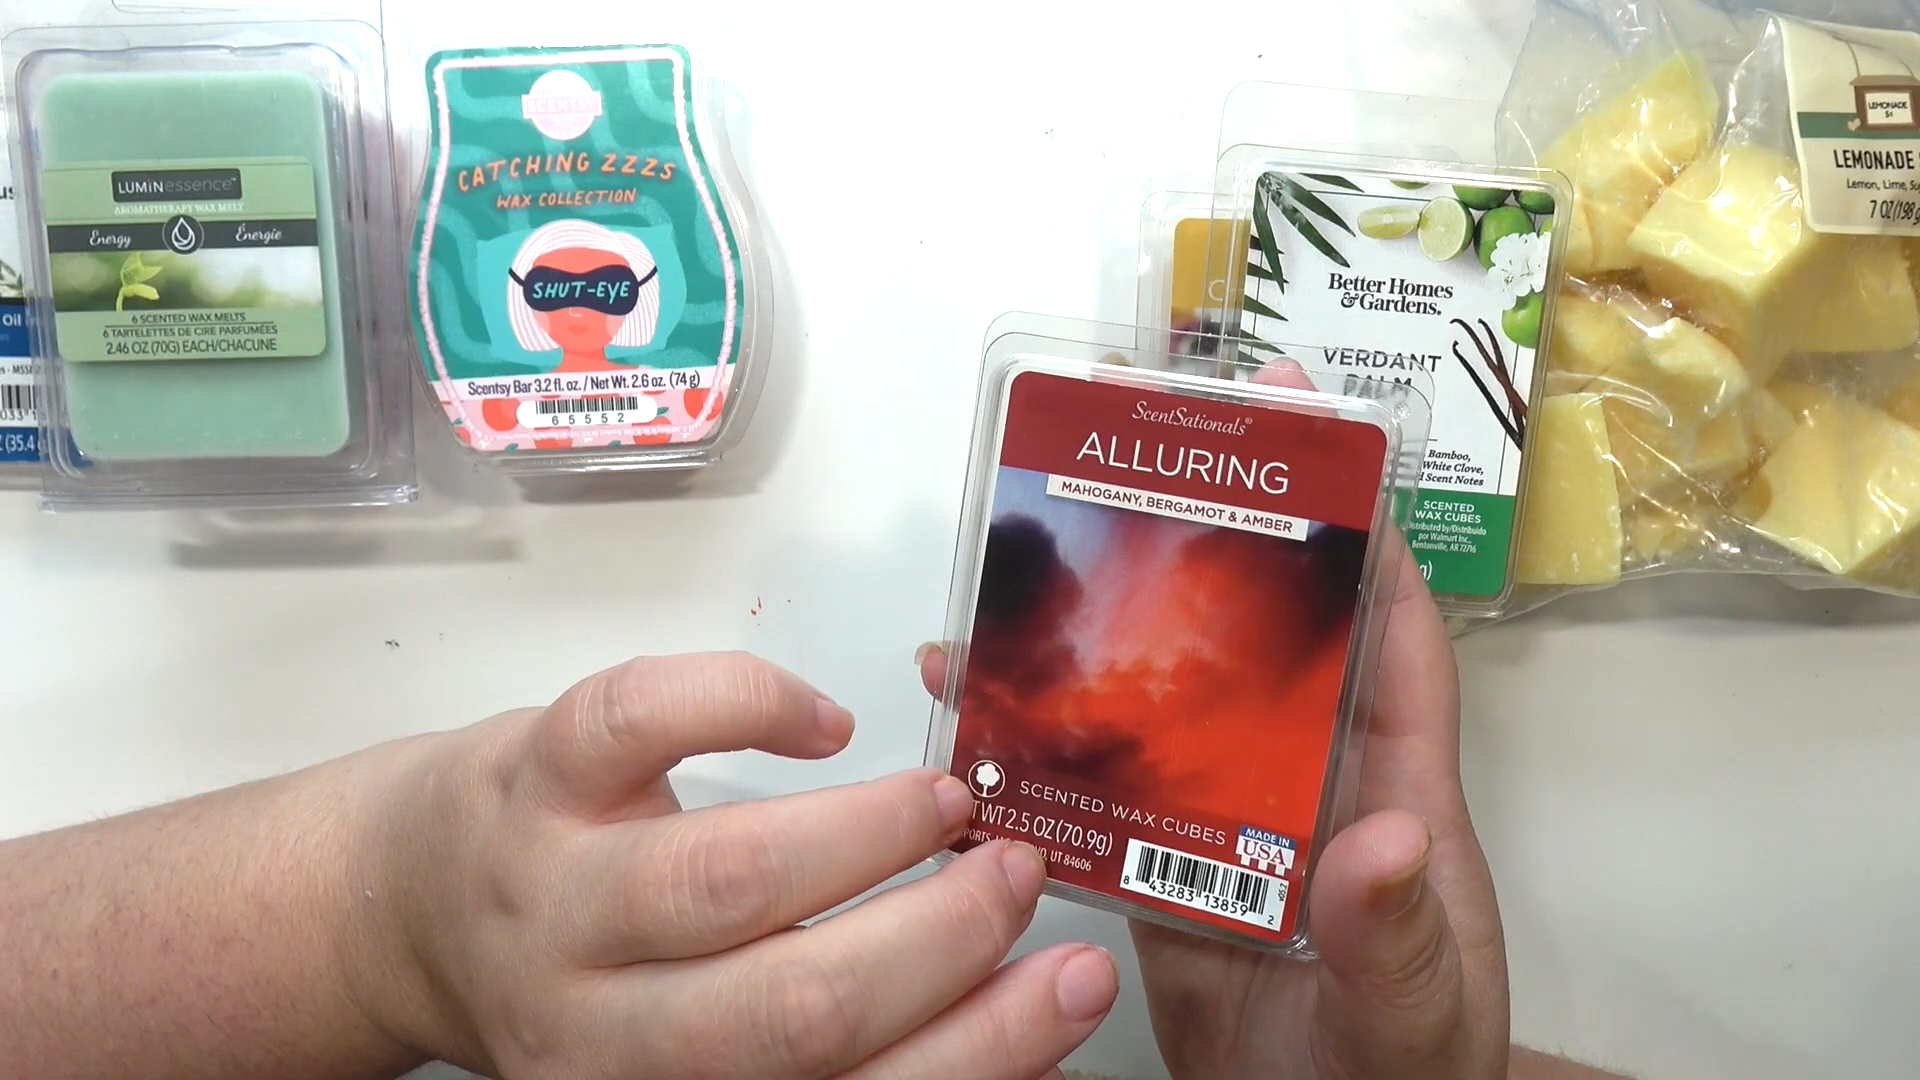 LUMINessence™
AROMATHERAPY WAX MELT
Energy
Énergie
6 SCENTED WAX MELTS
6 TARTELETTES DE CIRE PARFUMÉES
2.46 OZ (70G) EACH/CHACUNE
Oil
SCENTSY
CATCHING ZZZS
WAX COLLECTION
SHUT-EYE
Scentsy Bar 3.2 fl. oz. / Net Wt. 2.6 oz. (74 g)
65552
ScentSationals®
ALLURING
MAHOGANY, BERGAMOT & AMBER
SCENTED WAX CUBES
WT 2.5 OZ (70.9g)
UT 84606
MADE IN
USA
8 43283 13859 2
Better Homes
&Gardens.
VERDANT
PALM
Bamboo,
White Clove,
Scent Notes
SCENTED
WAX CUBES
Distributed by/Distribuido
por Walmart Inc.,
Bentonville, AR 72716
LEMONADE
5¢
LEMONADE
Lemon, Lime,
7 OZ (198 g